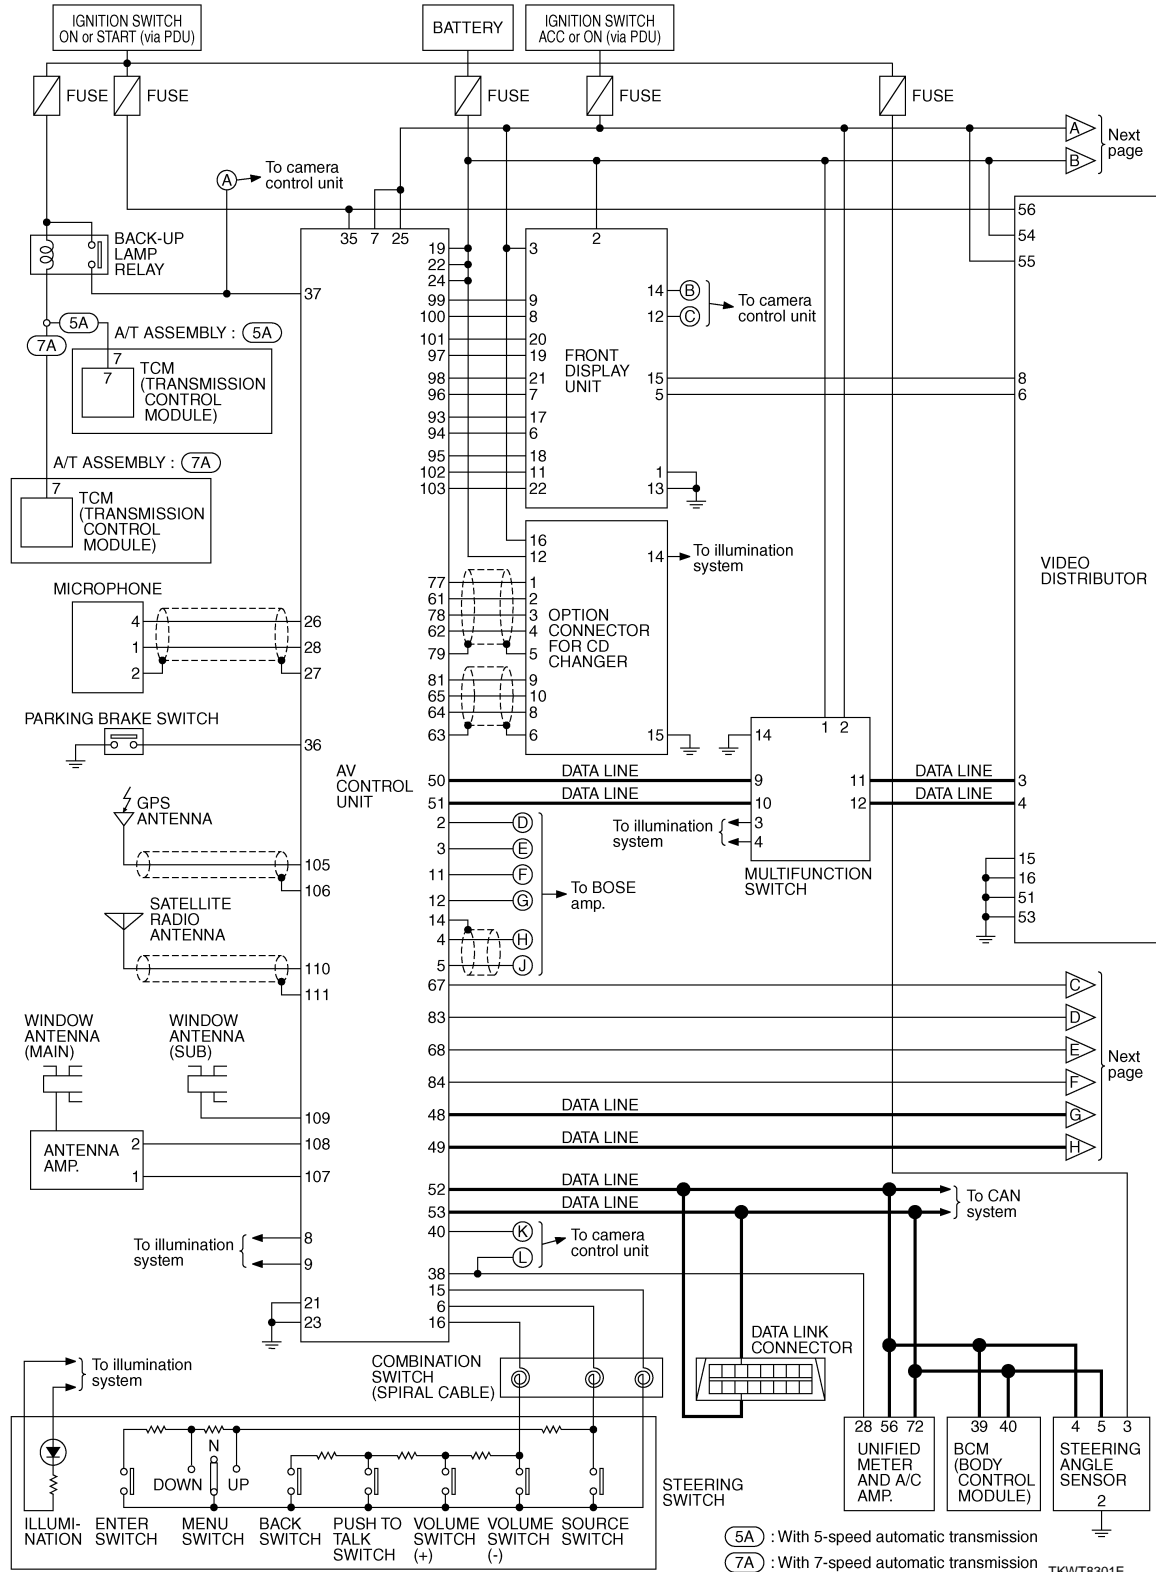 IGNITION SWITCH
ON or START (via PDU)
BATTERY
IGNITION SWITCH
ACC or ON (via PDU)
FUSE
FUSE
FUSE
FUSE
FUSE
A
B
Next
page
A
To camera
control unit
BACK-UP
LAMP
RELAY
35
7
25
37
19
22
24
99
100
101
97
98
96
93
94
95
102
103
2
3
9
8
20
19
21
7
17
6
18
11
22
FRONT
DISPLAY
UNIT
14
B
12
C
To camera
control unit
15
5
1
13
56
54
55
8
6
VIDEO
DISTRIBUTOR
5A
7A
A/T ASSEMBLY : 5A
7
7
TCM
(TRANSMISSION
CONTROL
MODULE)
A/T ASSEMBLY : 7A
7
TCM
(TRANSMISSION
CONTROL
MODULE)
16
12
14
To illumination
system
77
61
78
62
79
81
65
64
63
1
2
3
4
5
9
10
8
6
OPTION
CONNECTOR
FOR CD
CHANGER
15
MICROPHONE
4
1
2
26
28
27
PARKING BRAKE SWITCH
36
AV
CONTROL
UNIT
GPS
ANTENNA
105
106
SATELLITE
RADIO
ANTENNA
110
111
50
DATA LINE
9
51
DATA LINE
10
1
2
14
11
DATA LINE
3
12
DATA LINE
4
To illumination
system
3
4
MULTIFUNCTION
SWITCH
15
16
51
53
2
D
3
E
11
F
12
G
14
4
H
5
J
To BOSE
amp.
67
C
83
D
68
E
84
F
48
DATA LINE
G
49
DATA LINE
H
Next
page
WINDOW
ANTENNA
(MAIN)
WINDOW
ANTENNA
(SUB)
109
ANTENNA
AMP.
2
1
108
107
52
DATA LINE
53
DATA LINE
To CAN
system
40
K
L
To camera
control unit
38
15
6
16
To illumination
system
8
9
21
23
To illumination
system
COMBINATION
SWITCH
(SPIRAL CABLE)
DATA LINK
CONNECTOR
28
56
72
UNIFIED
METER
AND A/C
AMP.
39
40
BCM
(BODY
CONTROL
MODULE)
4
5
3
STEERING
ANGLE
SENSOR
2
N
DOWN
UP
STEERING
SWITCH
ILLUMI-
NATION
ENTER
SWITCH
MENU
SWITCH
BACK
SWITCH
PUSH TO
TALK
SWITCH
VOLUME
SWITCH
(+)
VOLUME
SWITCH
(-)
SOURCE
SWITCH
5A : With 5-speed automatic transmission
7A : With 7-speed automatic transmission